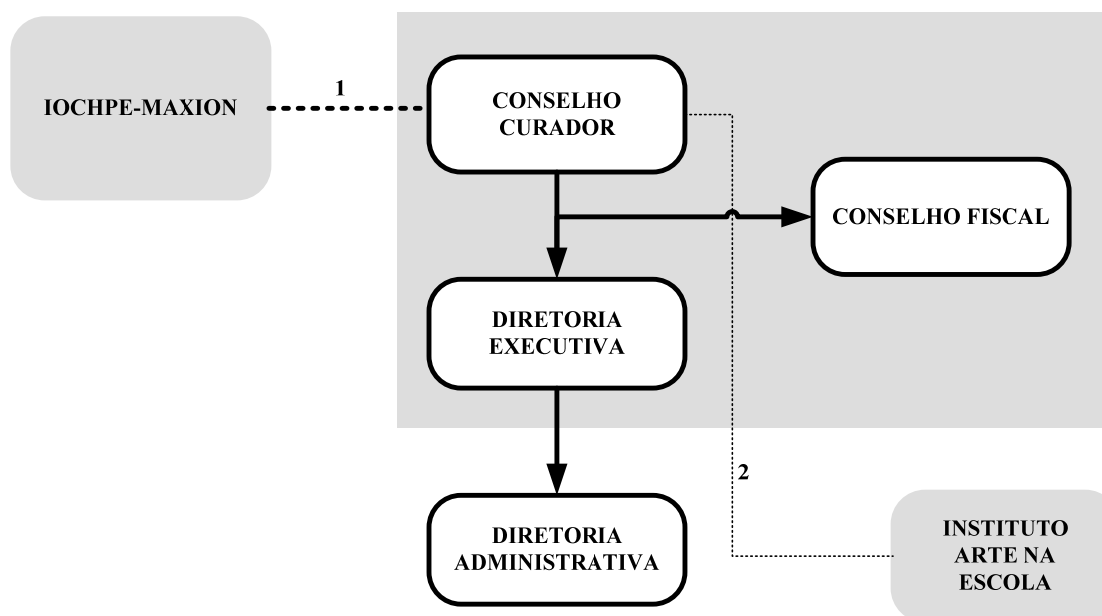 IOCHPE-MAXION
1
CONSELHO
CURADOR
CONSELHO FISCAL
DIRETORIA
EXECUTIVA
2
DIRETORIA
ADMINISTRATIVA
INSTITUTO
ARTE NA
ESCOLA